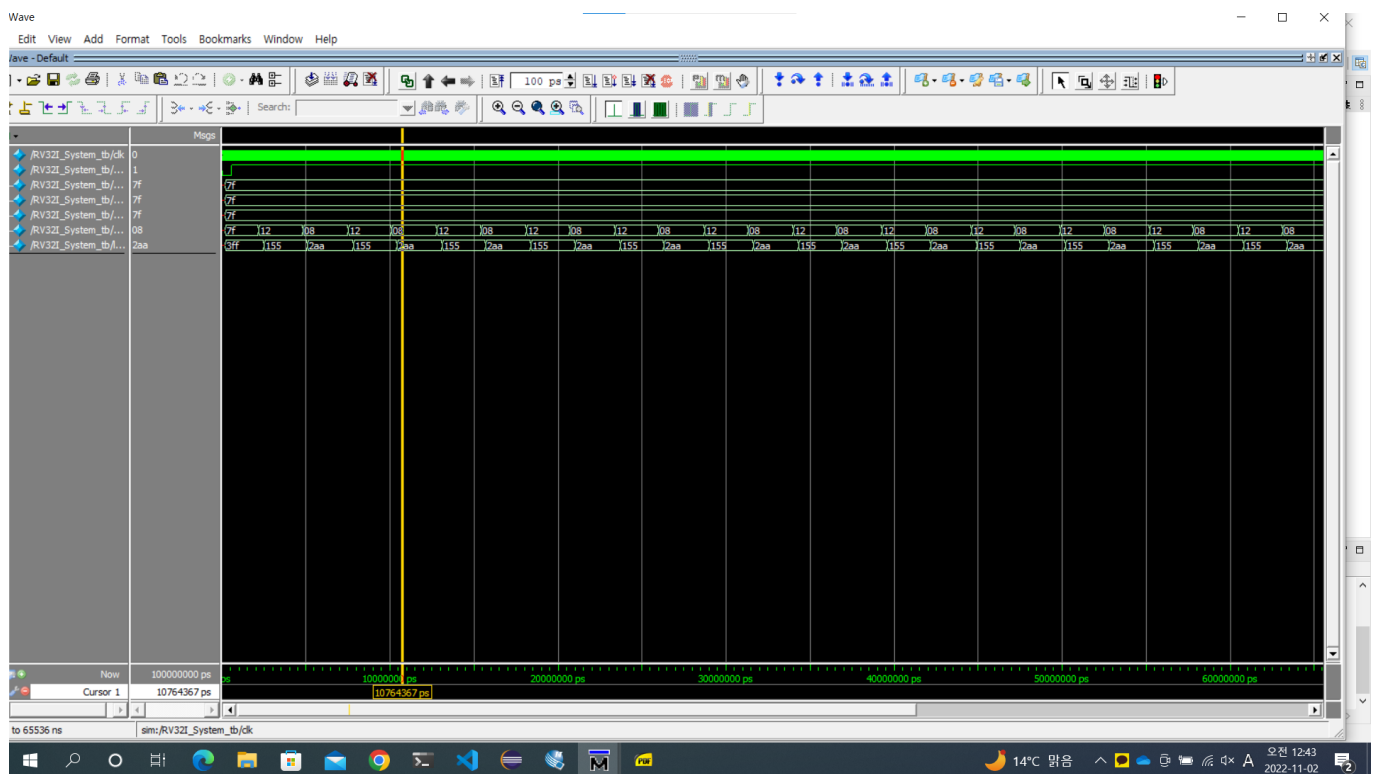 Wave
Edit View Add Format Tools Bookmarks Window Help
/ave - Default
100 ps
Search:
Msgs
/RV32I_System_tb/clk 0
/RV32I_System_tb/... 1
/RV32I_System_tb/... 7f 7f
/RV32I_System_tb/... 7f 7f
/RV32I_System_tb/... 7f 7f
/RV32I_System_tb/... 08 7f 12 08 12 08 12 08 12 08 12 08 12 08 12 08 12 08 12 08 12 08 12 08 12 08
/RV32I_System_tb/l... 2aa 3ff 155 2aa 155 2aa 155 2aa 155 2aa 155 2aa 155 2aa 155 2aa 155 2aa 155 2aa 155 2aa 155 2aa 155 2aa
Now 100000000 ps ps 10000000 ps 20000000 ps 30000000 ps 40000000 ps 50000000 ps 60000000 ps
Cursor 1 10764367 ps 10764367 ps
to 65536 ns sim:/RV32I_System_tb/clk
14°C 맑음 A 오전 12:43
2022-11-02 2